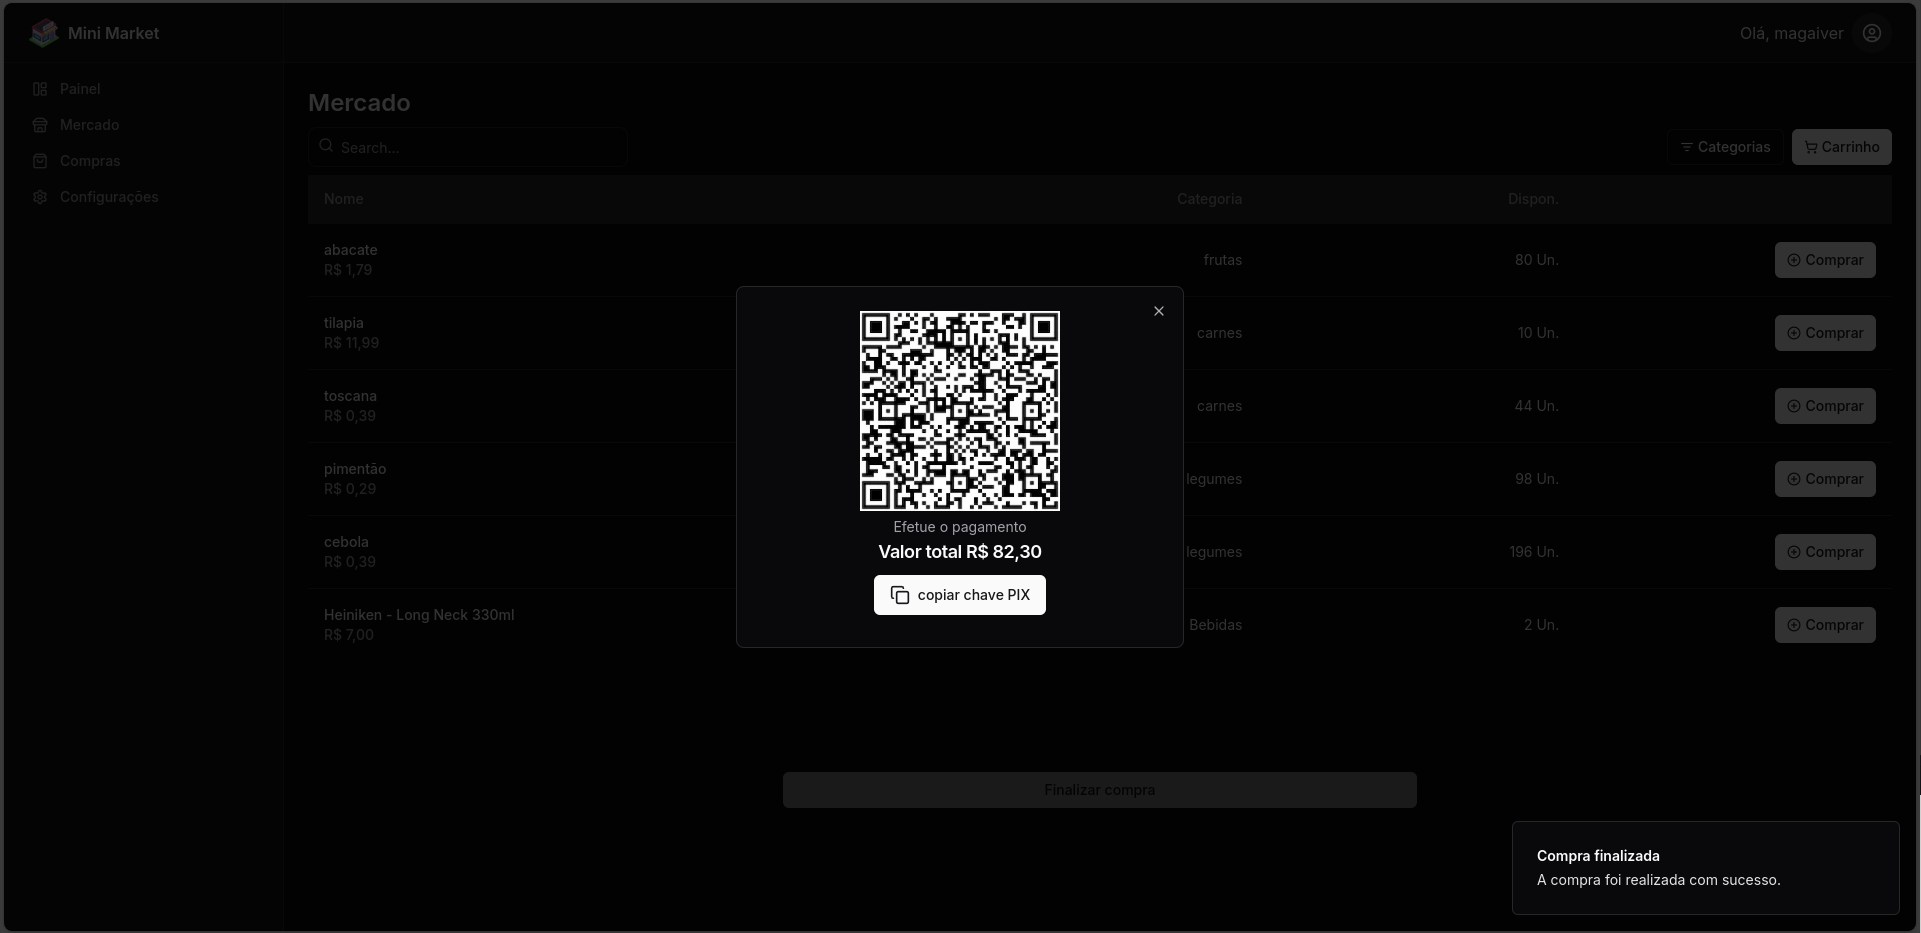 Mini Market
Olá, magaiver
Painel
Mercado
Compras
Configurações
Mercado
Search...
Categorias
Carrinho
Nome Categoria Dispon.
abacate
R$ 1,79
frutas 80 Un. Comprar
tilapia
R$ 11,99
carnes 10 Un. Comprar
toscana
R$ 0,39
carnes 44 Un. Comprar
pimentão
R$ 0,29
legumes 98 Un. Comprar
cebola
R$ 0,39
legumes 196 Un. Comprar
Heiniken - Long Neck 330ml
R$ 7,00
Bebidas 2 Un. Comprar
Efetue o pagamento
Valor total R$ 82,30
copiar chave PIX
Finalizar compra
Compra finalizada
A compra foi realizada com sucesso.